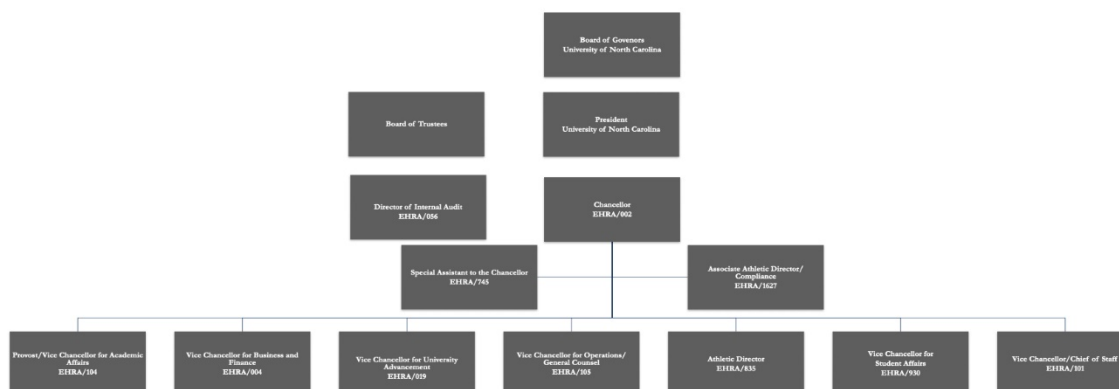 Board of Govenors
University of North Carolina
Board of Trustees
President
University of North Carolina
Director of Internal Audit
EHRA/056
Chancellor
EHRA/002
Special Assistant to the Chancellor
EHRA/745
Associate Athletic Director/
Compliance
EHRA/1627
Provost/Vice Chancellor for Academic
Affairs
EHRA/104
Vice Chancellor for Business and
Finance
EHRA/004
Vice Chancellor for University
Advancement
EHRA/019
Vice Chancellor for Operations/
General Counsel
EHRA/105
Athletic Director
EHRA/835
Vice Chancellor for
Student Affairs
EHRA/930
Vice Chancellor/Chief of Staff
EHRA/101